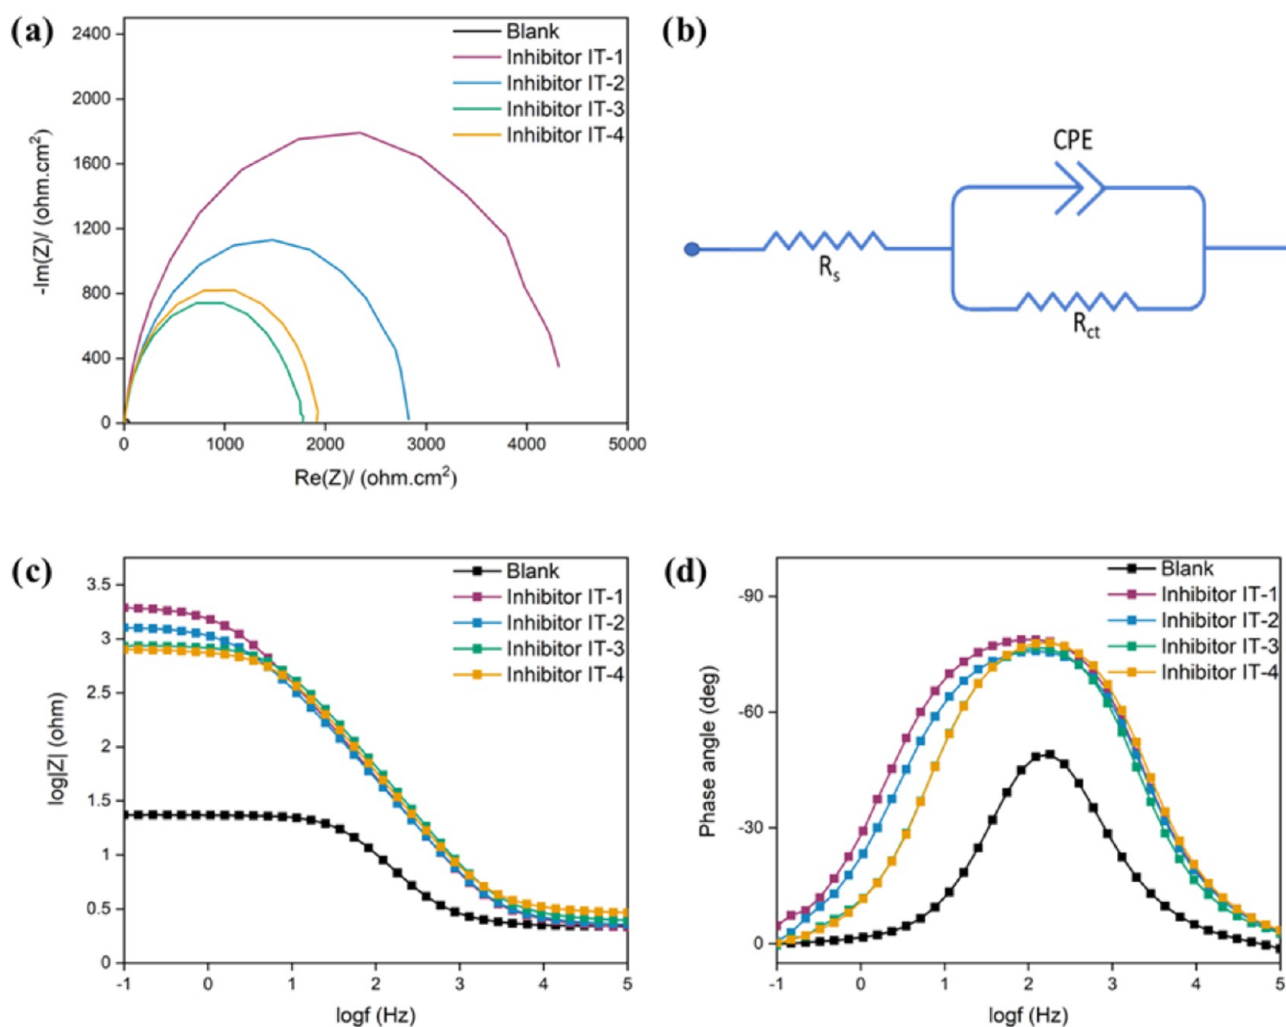 (a)
Blank
Inhibitor IT-1
Inhibitor IT-2
Inhibitor IT-3
Inhibitor IT-4
2400
2000
1600
1200
800
400
0
-Im(Z)/ (ohm.cm²)
0 1000 2000 3000 4000 5000
Re(Z)/ (ohm.cm²)
(b)
CPE
Rs
Rct
(c)
Blank
Inhibitor IT-1
Inhibitor IT-2
Inhibitor IT-3
Inhibitor IT-4
3.5
3
2.5
2
1.5
1
0.5
0
log|Z| (ohm)
-1 0 1 2 3 4 5
logf (Hz)
(d)
Blank
Inhibitor IT-1
Inhibitor IT-2
Inhibitor IT-3
Inhibitor IT-4
-90
-60
-30
0
Phase angle (deg)
-1 0 1 2 3 4 5
logf (Hz)